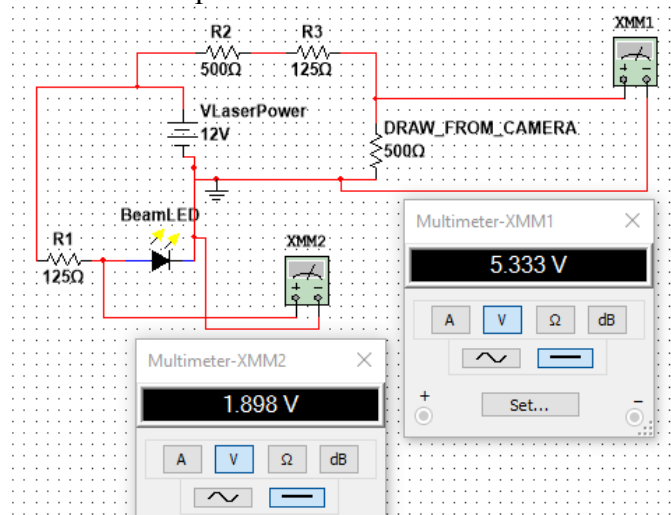 XMM1
R2 R3
500Ω 125Ω
VLaserPower
12V
DRAW_FROM_CAMERA
500Ω
BeamLED
R1
125Ω
XMM2
Multimeter-XMM1
5.333 V
A V Ω dB
+ Set... −
Multimeter-XMM2
1.898 V
A V Ω dB